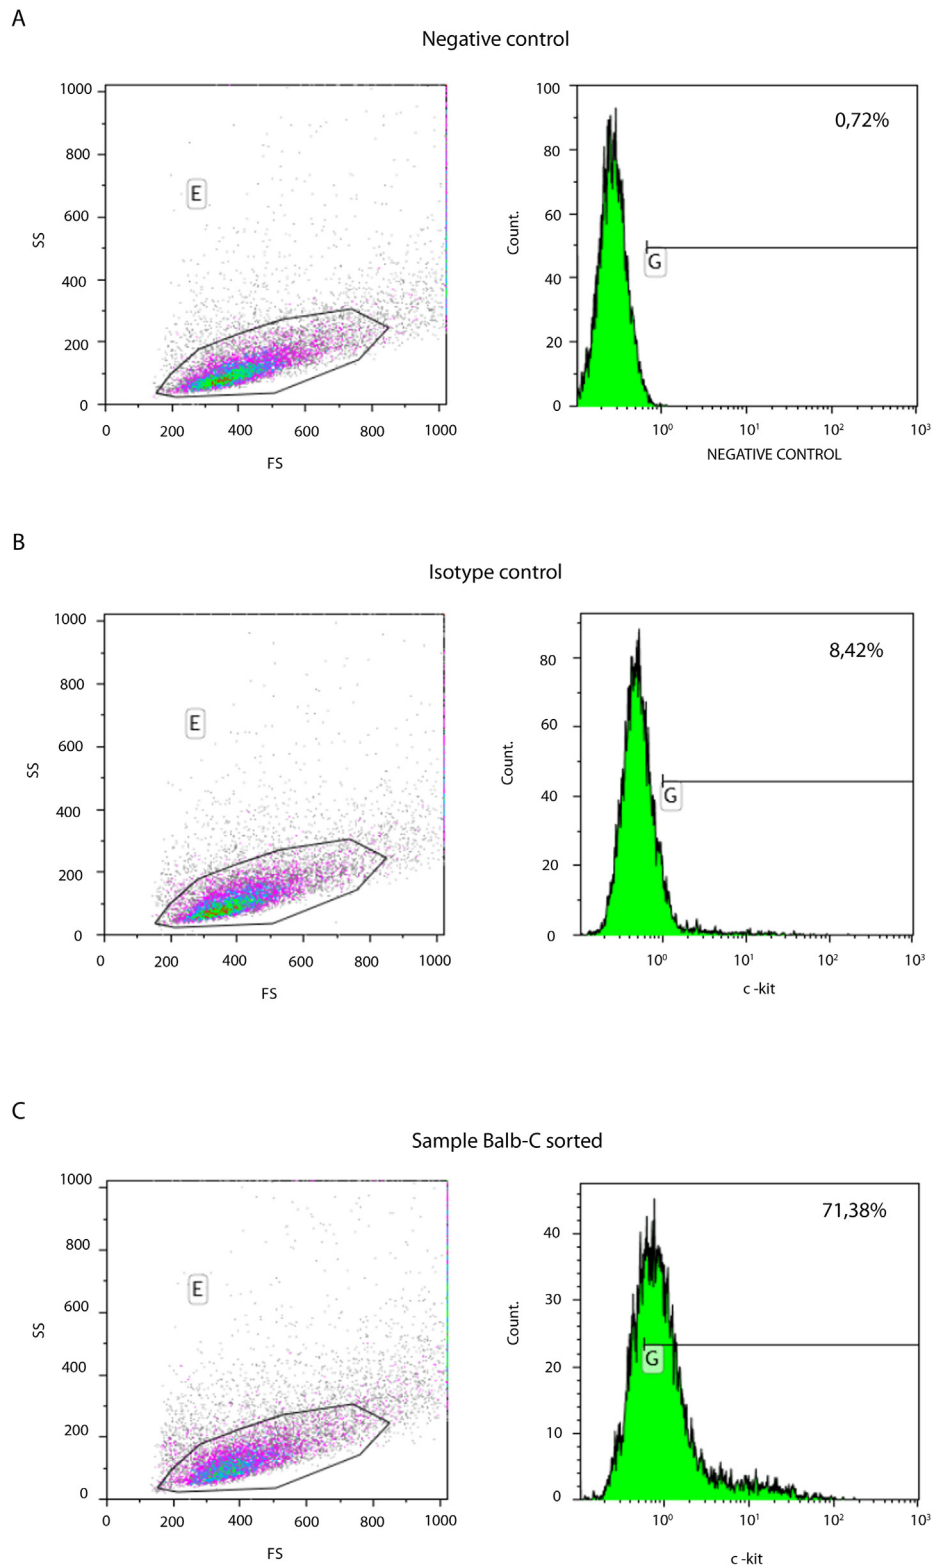 A
Negative control
1000
800
600
400
200
0
SS
E
0 200 400 600 800 1000
FS
100
80
60
40
20
0
Count.
0,72%
G
10⁰ 10¹ 10² 10³
NEGATIVE CONTROL
B
Isotype control
1000
800
600
400
200
0
SS
E
0 200 400 600 800 1000
FS
80
60
40
20
0
Count.
8,42%
G
10⁰ 10¹ 10² 10³
c -kit
C
Sample Balb-C sorted
1000
800
600
400
200
0
SS
E
0 200 400 600 800 1000
FS
40
30
20
10
0
Count.
71,38%
G
10⁰ 10¹ 10² 10³
c -kit